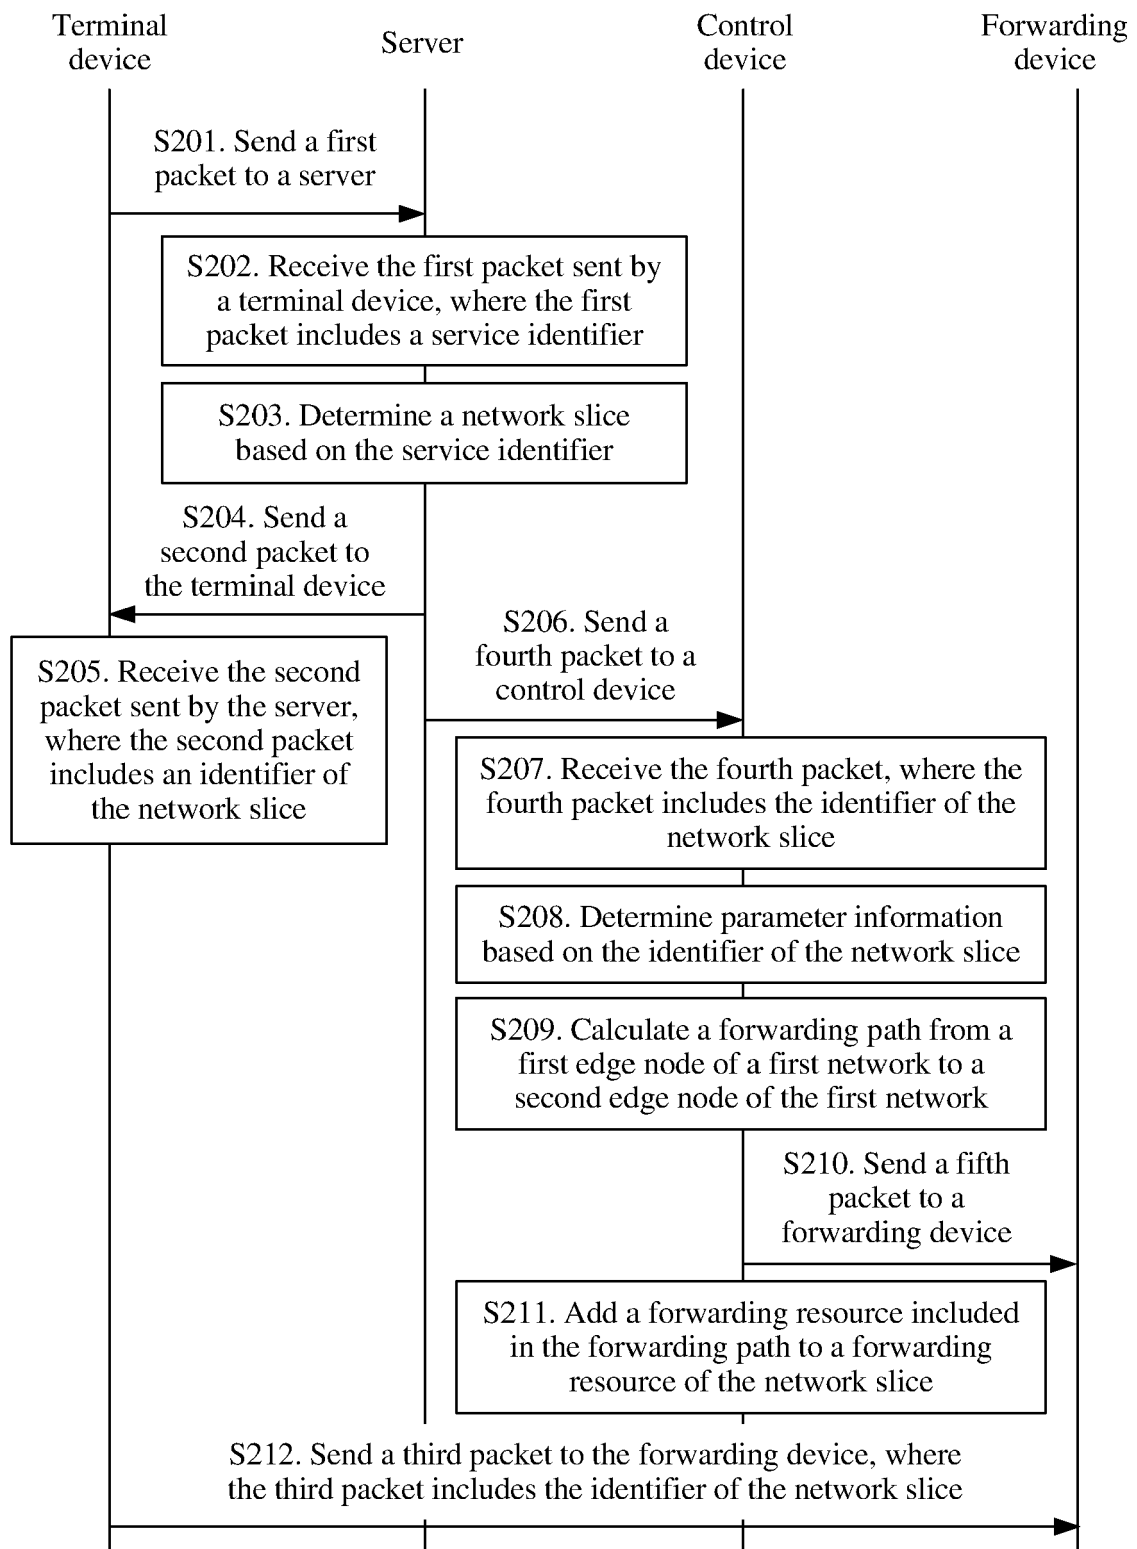 Terminal
device
Server
Control
device
Forwarding
device
S201. Send a first
packet to a server
S202. Receive the first packet sent by
a terminal device, where the first
packet includes a service identifier
S203. Determine a network slice
based on the service identifier
S204. Send a
second packet to
the terminal device
S205. Receive the second
packet sent by the server,
where the second packet
includes an identifier of
the network slice
S206. Send a
fourth packet to a
control device
S207. Receive the fourth packet, where the
fourth packet includes the identifier of the
network slice
S208. Determine parameter information
based on the identifier of the network slice
S209. Calculate a forwarding path from a
first edge node of a first network to a
second edge node of the first network
S210. Send a fifth
packet to a
forwarding device
S211. Add a forwarding resource included
in the forwarding path to a forwarding
resource of the network slice
S212. Send a third packet to the forwarding device, where
the third packet includes the identifier of the network slice